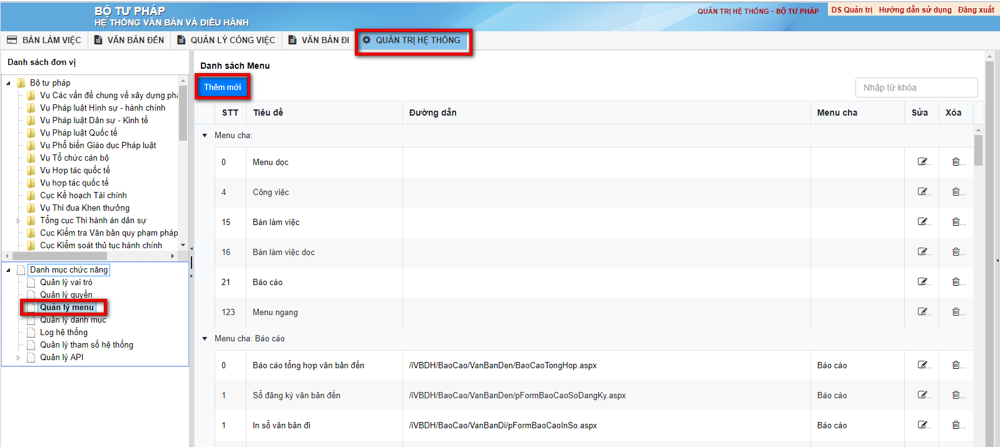 BỘ TƯ PHÁP
HỆ THỐNG VĂN BẢN VÀ ĐIỀU HÀNH
QUẢN TRỊ HỆ THỐNG - BỘ TƯ PHÁP
DS Quản trị Hướng dẫn sử dụng Đăng xuất
BÀN LÀM VIỆC VĂN BẢN ĐẾN QUẢN LÝ CÔNG VIỆC VĂN BẢN ĐI QUẢN TRỊ HỆ THỐNG
Danh sách đơn vị
Bộ tư pháp
Vụ Các vấn đề chung về xây dựng phá
Vụ Pháp luật Hình sự - hành chính
Vụ Pháp luật Dân sự - Kinh tế
Vụ Pháp luật Quốc tế
Vụ Phổ biến Giáo dục Pháp luật
Vụ Tổ chức cán bộ
Vụ Hợp tác quốc tế
Vụ hợp tác quốc tế
Cục Kế hoạch Tài chính
Vụ Thi đua Khen thưởng
Tổng cục Thi hành án dân sự
Cục Kiểm tra Văn bản quy phạm pháp
Cục Kiểm soát thủ tục hành chính
Danh mục chức năng
Quản lý vai trò
Quản lý quyền
Quản lý menu
Quản lý danh mục
Log hệ thống
Quản lý tham số hệ thống
Quản lý API
Danh sách Menu
Thêm mới
Nhập từ khóa
STT Tiêu đề Đường dẫn Menu cha Sửa Xóa
Menu cha:
0 Menu dọc
4 Công việc
15 Bàn làm việc
16 Bàn làm việc dọc
21 Báo cáo
123 Menu ngang
Menu cha: Báo cáo
0 Báo cáo tổng hợp văn bản đến /iVBDH/BaoCao/VanBanDen/BaoCaoTongHop.aspx Báo cáo
1 Sổ đăng ký văn bản đến /iVBDH/BaoCao/VanBanDen/pFormBaoCaoSoDangKy.aspx Báo cáo
1 In sổ văn bản đi /iVBDH/BaoCao/VanBanDi/pFormBaoCaoInSo.aspx Báo cáo